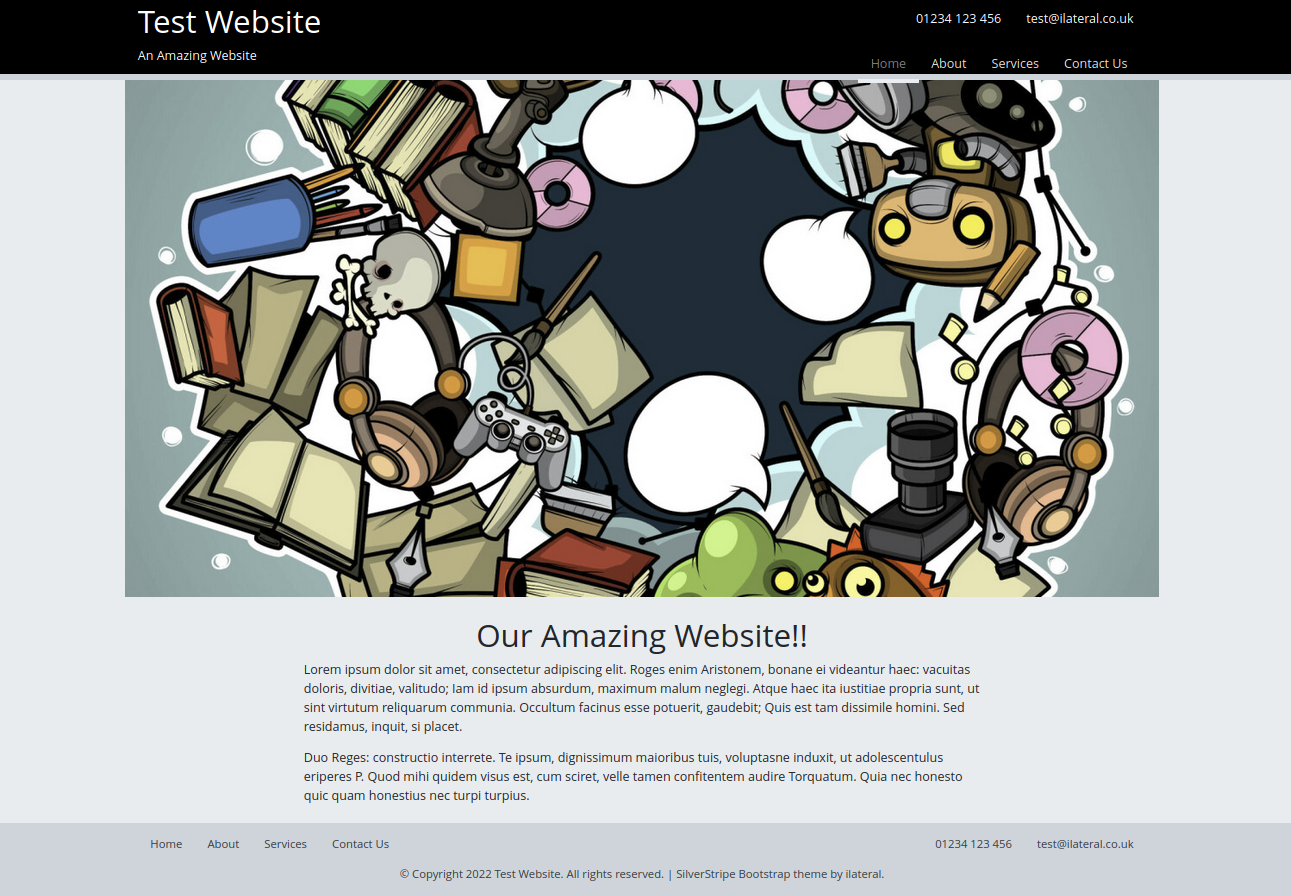 Test Website
01234 123 456 test@ilateral.co.uk
An Amazing Website
Home About Services Contact Us
Our Amazing Website!!
Lorem ipsum dolor sit amet, consectetur adipiscing elit. Roges enim Aristonem, bonane ei videantur haec: vacuitas
doloris, divitiae, valitudo; Iam id ipsum absurdum, maximum malum neglegi. Atque haec ita iustitiae propria sunt, ut
sint virtutum reliquarum communia. Occultum facinus esse potuerit, gaudebit; Quis est tam dissimile homini. Sed
residamus, inquit, si placet.
Duo Reges: constructio interrete. Te ipsum, dignissimum maioribus tuis, voluptasne induxit, ut adolescentulus
eriperes P. Quod mihi quidem visus est, cum sciret, velle tamen confitentem audire Torquatum. Quia nec honesto
quic quam honestius nec turpi turpius.
Home About Services Contact Us
01234 123 456 test@ilateral.co.uk
© Copyright 2022 Test Website. All rights reserved. | SilverStripe Bootstrap theme by ilateral.